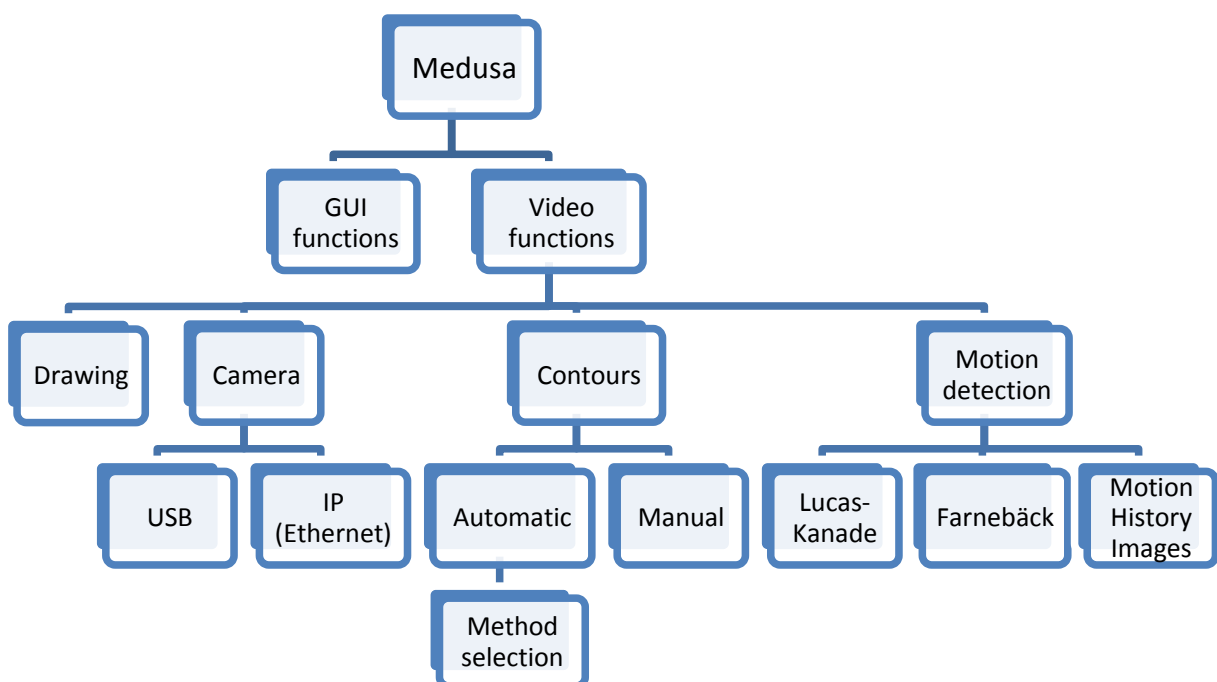 Medusa
GUI
functions
Video
functions
Drawing
Camera
Contours
Motion
detection
USB
IP
(Ethernet)
Automatic
Manual
Lucas-
Kanade
Farnebäck
Motion
History
Images
Method
selection